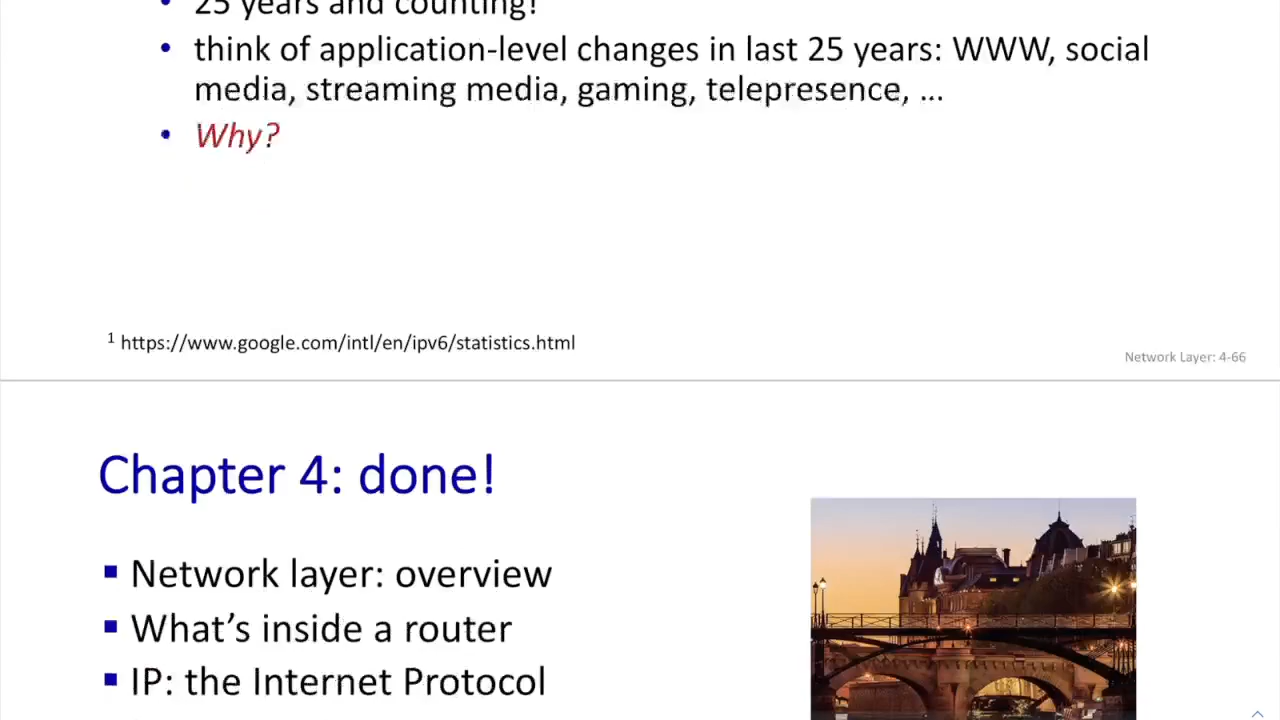 25 years and counting!
• think of application-level changes in last 25 years: WWW, social
media, streaming media, gaming, telepresence, …
• Why?
1 https://www.google.com/intl/en/ipv6/statistics.html
Network Layer: 4-66
Chapter 4: done!
▪ Network layer: overview
▪ What’s inside a router
▪ IP: the Internet Protocol